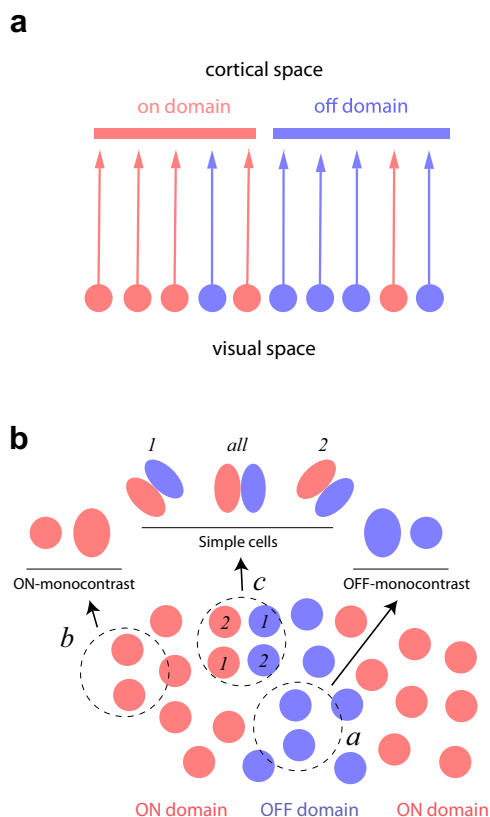 a
cortical space
on domain off domain
visual space
b
1 all 2
Simple cells
ON-monocontrast OFF-monocontrast
c
b
2 1
1 2
a
ON domain OFF domain ON domain